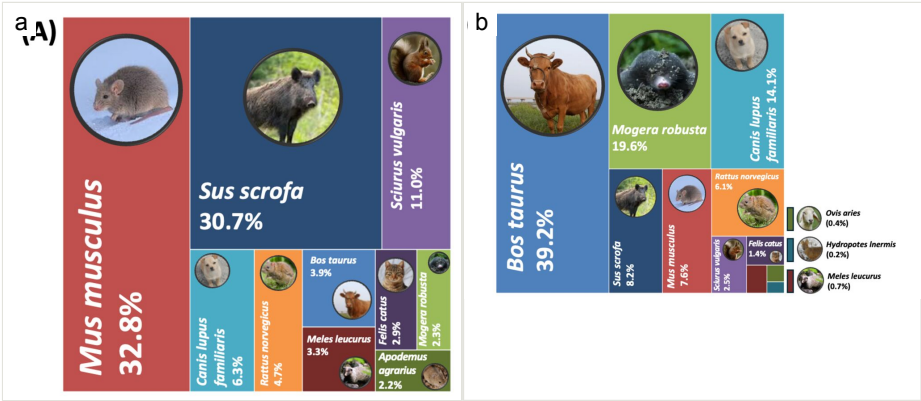 a
(A)
Mus musculus
32.8%
Sus scrofa
30.7%
Sciurus vulgaris
11.0%
Canis lupus
familiaris
6.3%
Rattus norvegicus
4.7%
Bos taurus
3.9%
Meles leucurus
3.3%
Felis catus
2.9%
Mogera robusta
2.3%
Apodemus
agrarius
2.2%
b
Bos taurus
39.2%
Mogera robusta
19.6%
Canis lupus
familiaris 14.1%
Sus scrofa
8.2%
Mus musculus
7.6%
Rattus norvegicus
6.1%
Sciurus vulgaris
2.5%
Felis catus
1.4%
Ovis aries
(0.4%)
Hydropotes Inermis
(0.2%)
Meles leucurus
(0.7%)